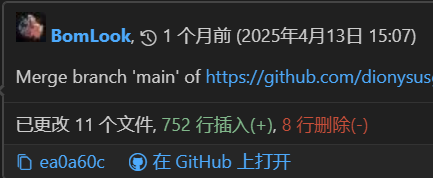 BomLook, 1 个月前 (2025年4月13日 15:07)
Merge branch 'main' of https://github.com/dionysus
已更改 11 个文件, 752 行插入(+), 8 行删除(-)
ea0a60c 在 GitHub 上打开